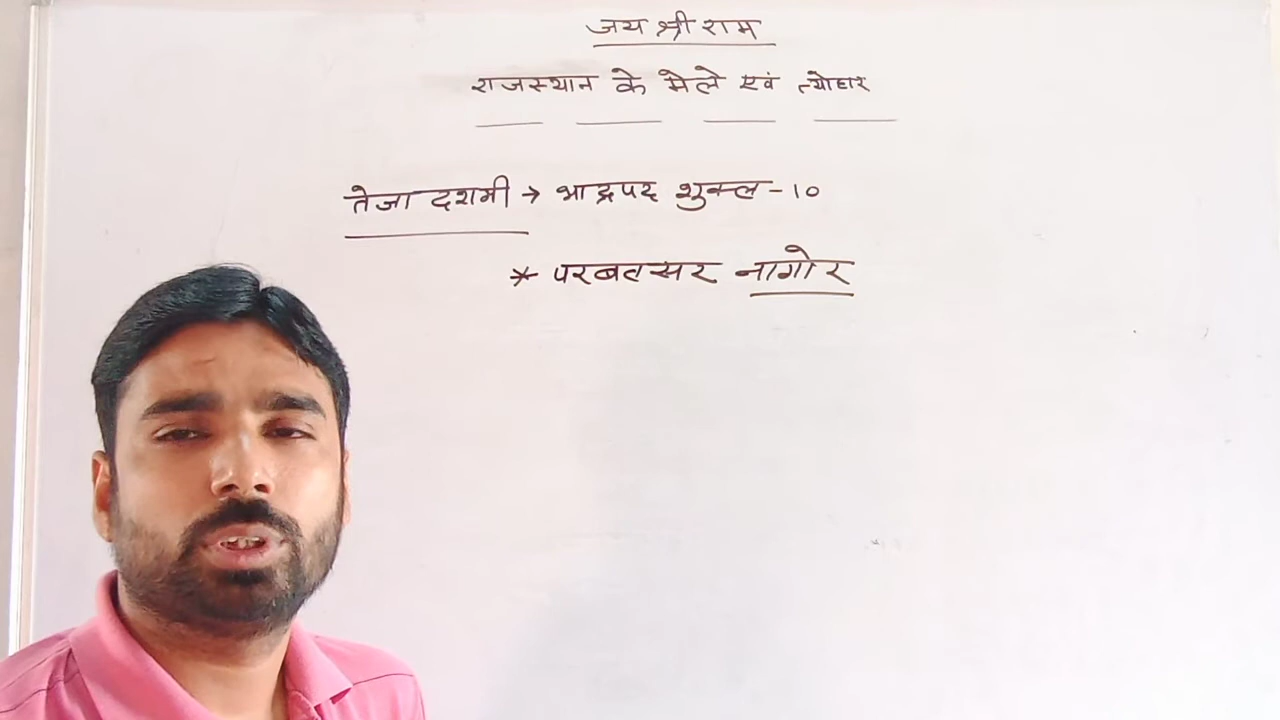 जय श्री राम
राजस्थान के मेले एवं त्योहार
तेजा दशमी → भाद्रपद शुक्ल - 10
* परबतसर नागोर